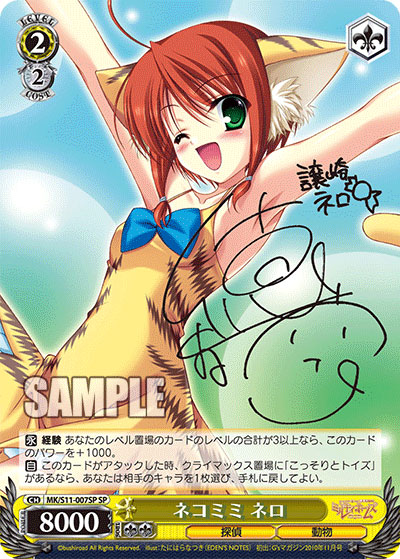 LEVEL
2
2
COST
譲崎
ネロ
SAMPLE
永 経験 あなたのレベル置場のカードのレベルの合計が3以上なら、このカード
のパワーを+1000。
自 このカードがアタックした時、クライマックス置場に「こっそりとトイズ」
があるなら、あなたは相手のキャラを1枚選び、手札に戻してよい。
CH MK/S11-007SP SP
8000
ネコミミ ネロ
探偵 動物
©bushiroad All Rights Reserved. illust:たにはらなつき(EDEN'S NOTES) 初出:G'sマガジン2010年11月号